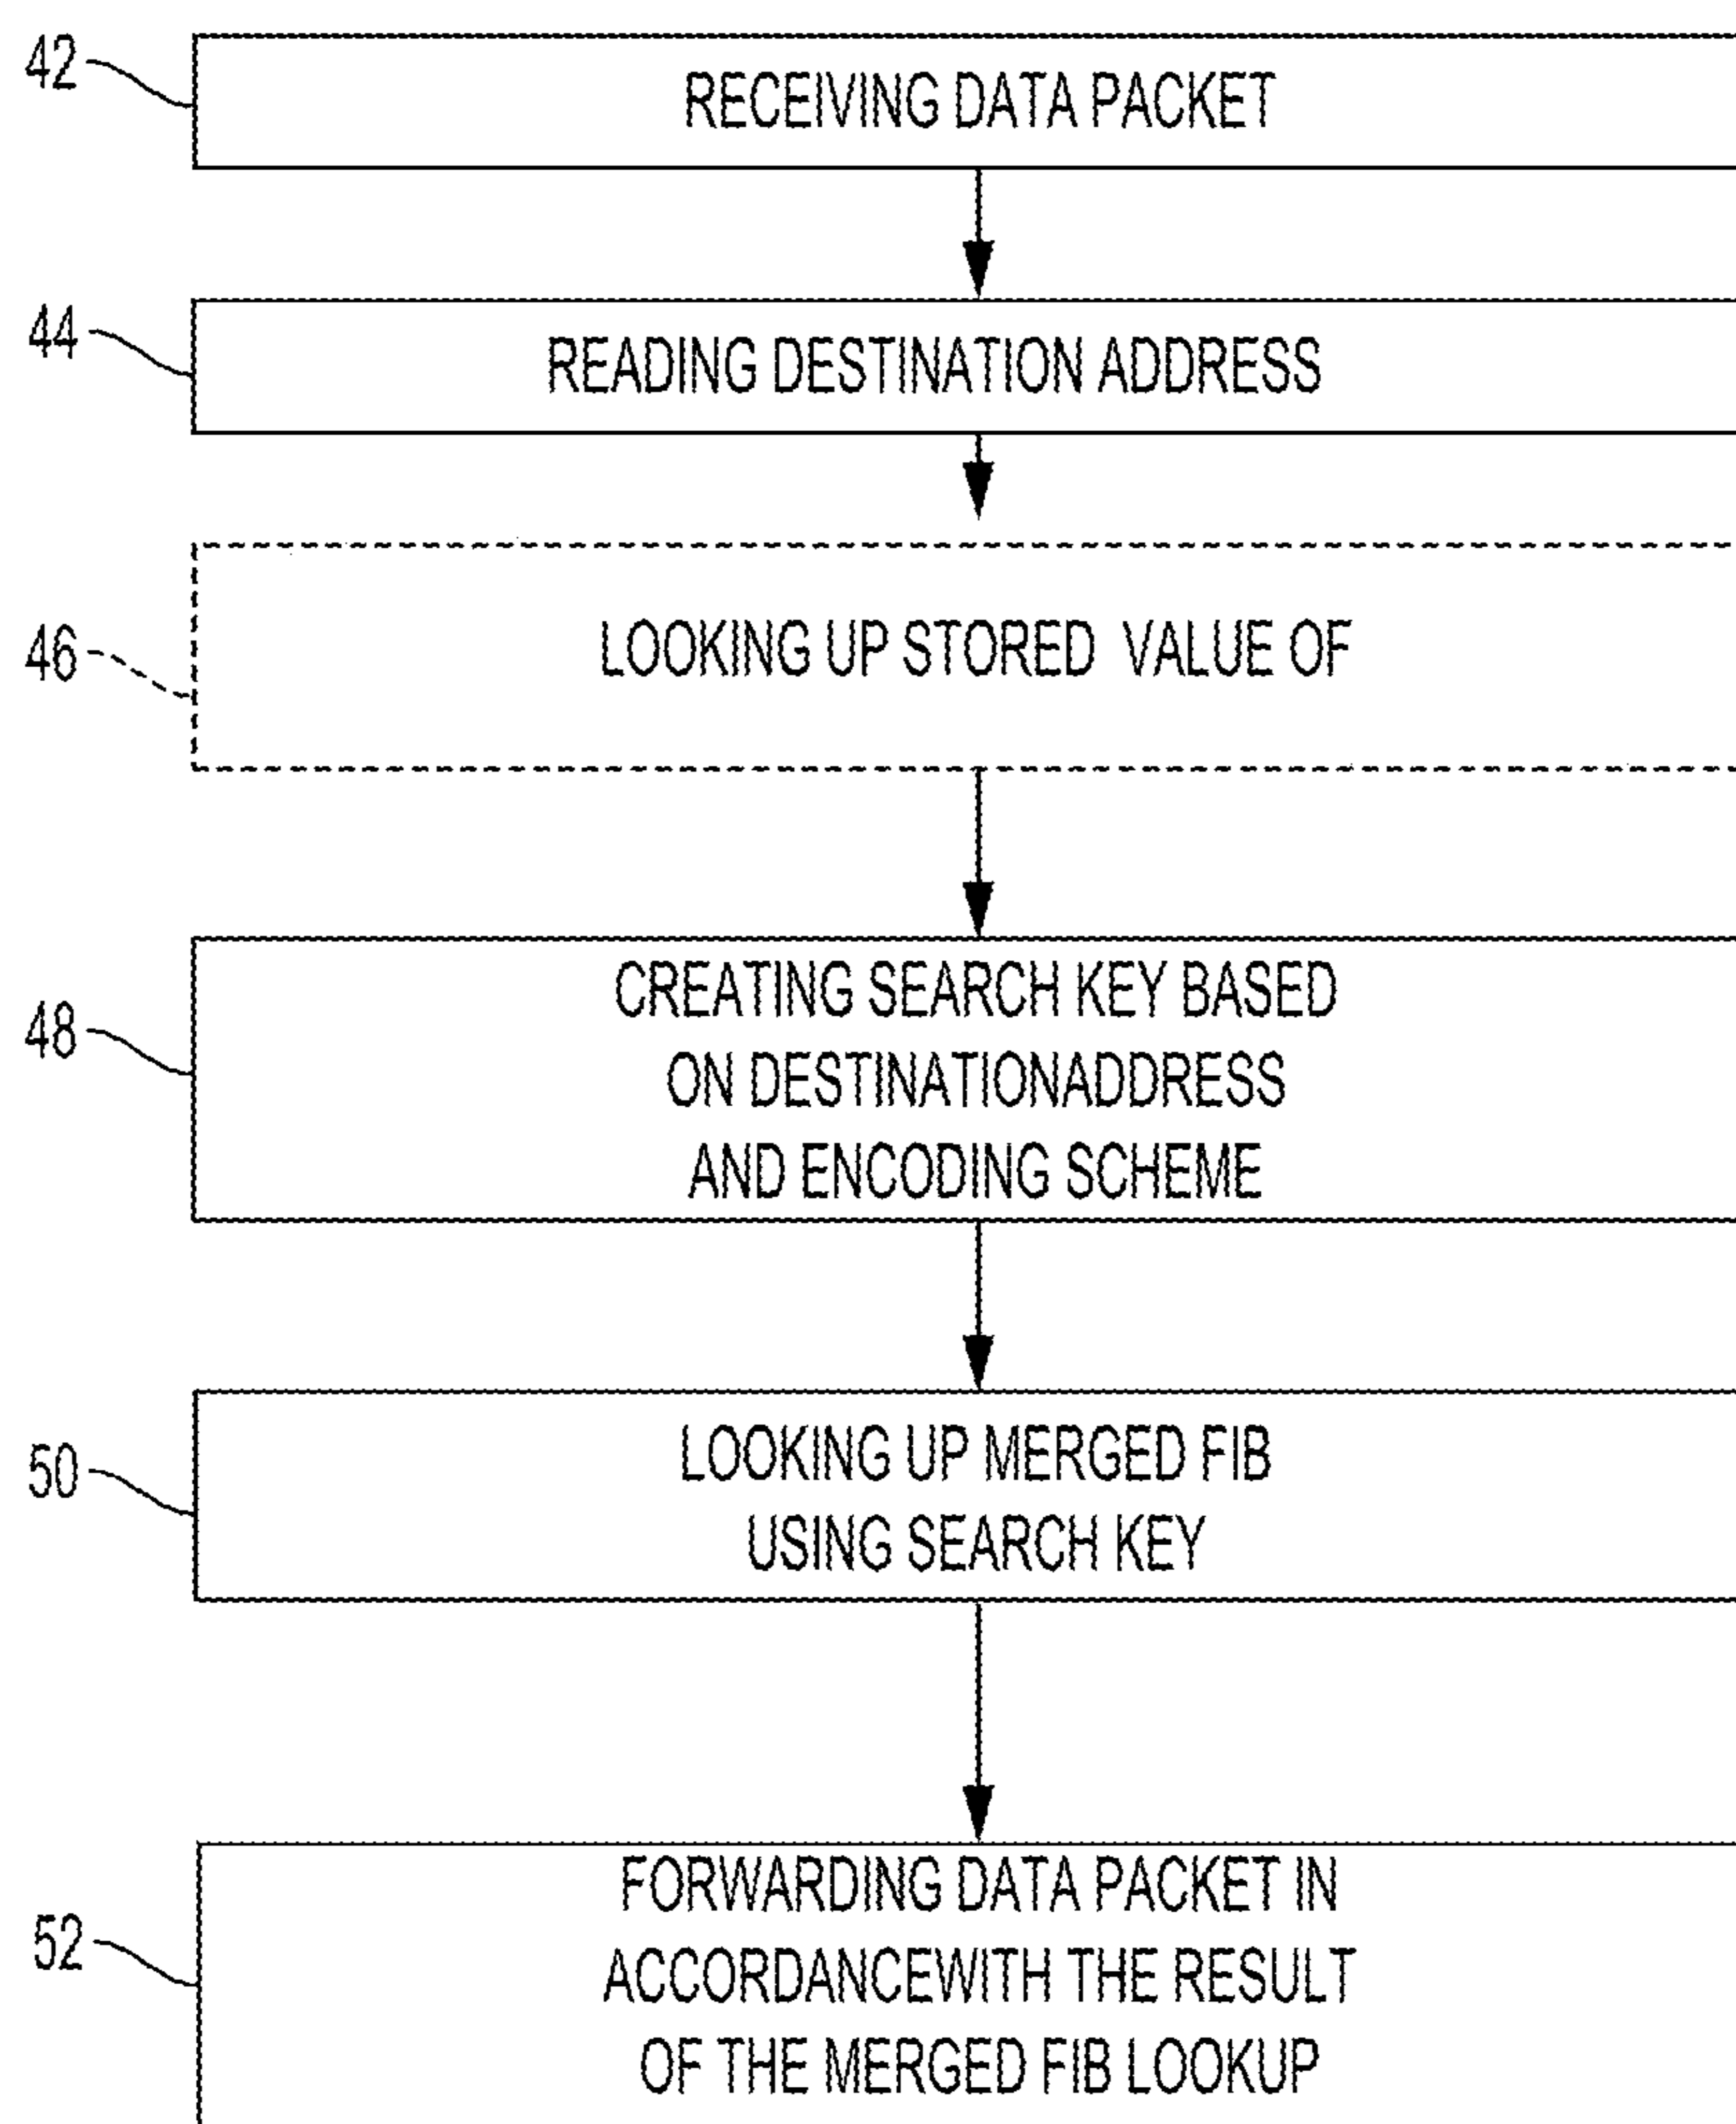 42
RECEIVING DATA PACKET
44
READING DESTINATION ADDRESS
46
LOOKING UP STORED VALUE OF
48
CREATING SEARCH KEY BASED
ON DESTINATIONADDRESS
AND ENCODING SCHEME
50
LOOKING UP MERGED FIB
USING SEARCH KEY
52
FORWARDING DATA PACKET IN
ACCORDANCEWITH THE RESULT
OF THE MERGED FIB LOOKUP